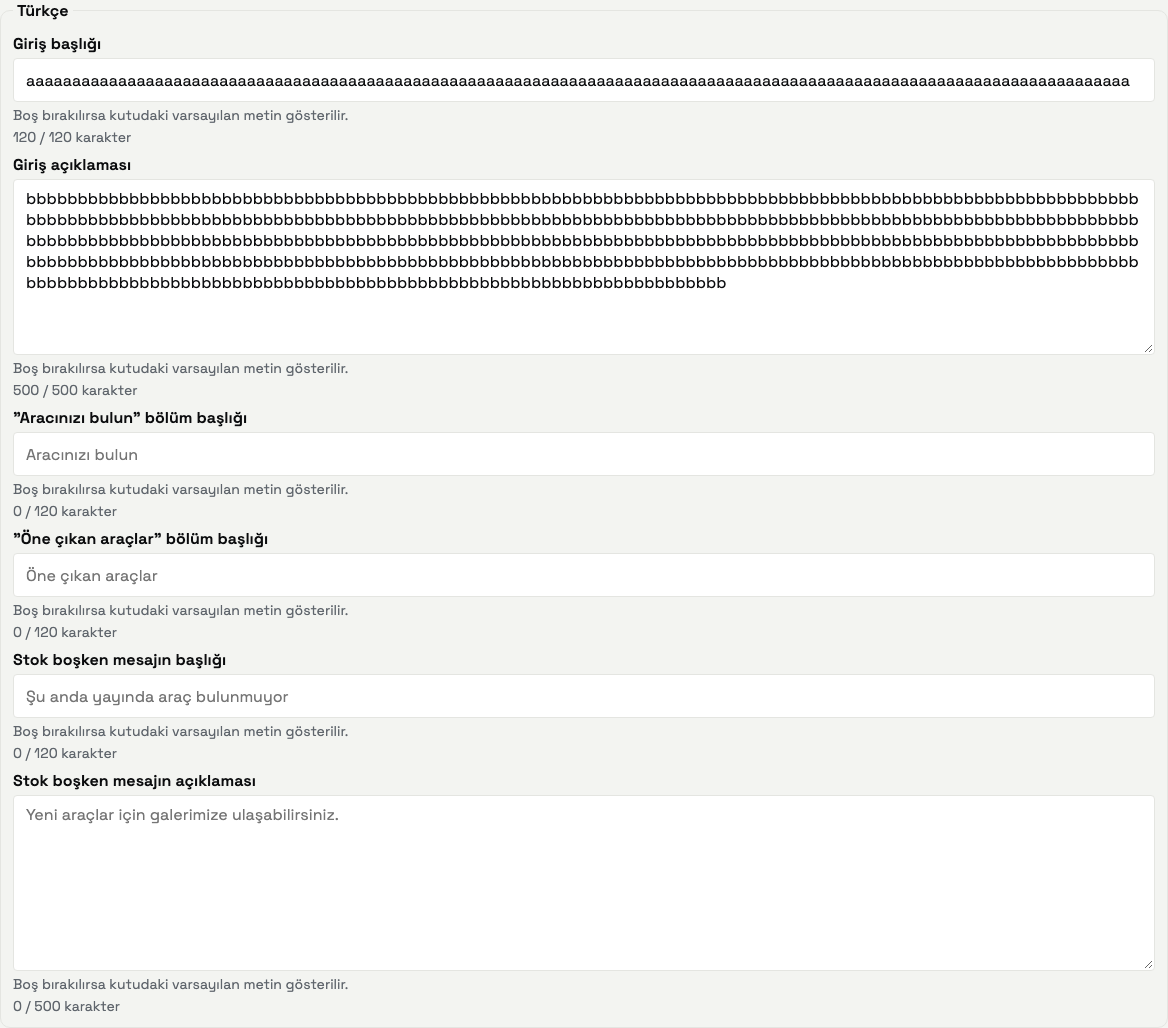 Türkçe
Giriş başlığı
aaaaaaaaaaaaaaaaaaaaaaaaaaaaaaaaaaaaaaaaaaaaaaaaaaaaaaaaaaaaaaaaaaaaaaaaaaaaaaaaaaaaaaaaaaaaaaaaaaaaaaaaaaaaaaaaaaaaaaaa
Boş bırakılırsa kutudaki varsayılan metin gösterilir.
120 / 120 karakter
Giriş açıklaması
bbbbbbbbbbbbbbbbbbbbbbbbbbbbbbbbbbbbbbbbbbbbbbbbbbbbbbbbbbbbbbbbbbbbbbbbbbbbbbbbbbbbbbbbbbbbbbbbbbbbbbbbbbbb
bbbbbbbbbbbbbbbbbbbbbbbbbbbbbbbbbbbbbbbbbbbbbbbbbbbbbbbbbbbbbbbbbbbbbbbbbbbbbbbbbbbbbbbbbbbbbbbbbbbbbbbbbbbb
bbbbbbbbbbbbbbbbbbbbbbbbbbbbbbbbbbbbbbbbbbbbbbbbbbbbbbbbbbbbbbbbbbbbbbbbbbbbbbbbbbbbbbbbbbbbbbbbbbbbbbbbbbbb
bbbbbbbbbbbbbbbbbbbbbbbbbbbbbbbbbbbbbbbbbbbbbbbbbbbbbbbbbbbbbbbbbbbbbbbbbbbbbbbbbbbbbbbbbbbbbbbbbbbbbbbbbbbb
bbbbbbbbbbbbbbbbbbbbbbbbbbbbbbbbbbbbbbbbbbbbbbbbbbbbbbbbbbbbbbbbbbbb
Boş bırakılırsa kutudaki varsayılan metin gösterilir.
500 / 500 karakter
”Aracınızı bulun” bölüm başlığı
Aracınızı bulun
Boş bırakılırsa kutudaki varsayılan metin gösterilir.
0 / 120 karakter
”Öne çıkan araçlar” bölüm başlığı
Öne çıkan araçlar
Boş bırakılırsa kutudaki varsayılan metin gösterilir.
0 / 120 karakter
Stok boşken mesajın başlığı
Şu anda yayında araç bulunmuyor
Boş bırakılırsa kutudaki varsayılan metin gösterilir.
0 / 120 karakter
Stok boşken mesajın açıklaması
Yeni araçlar için galerimize ulaşabilirsiniz.
Boş bırakılırsa kutudaki varsayılan metin gösterilir.
0 / 500 karakter